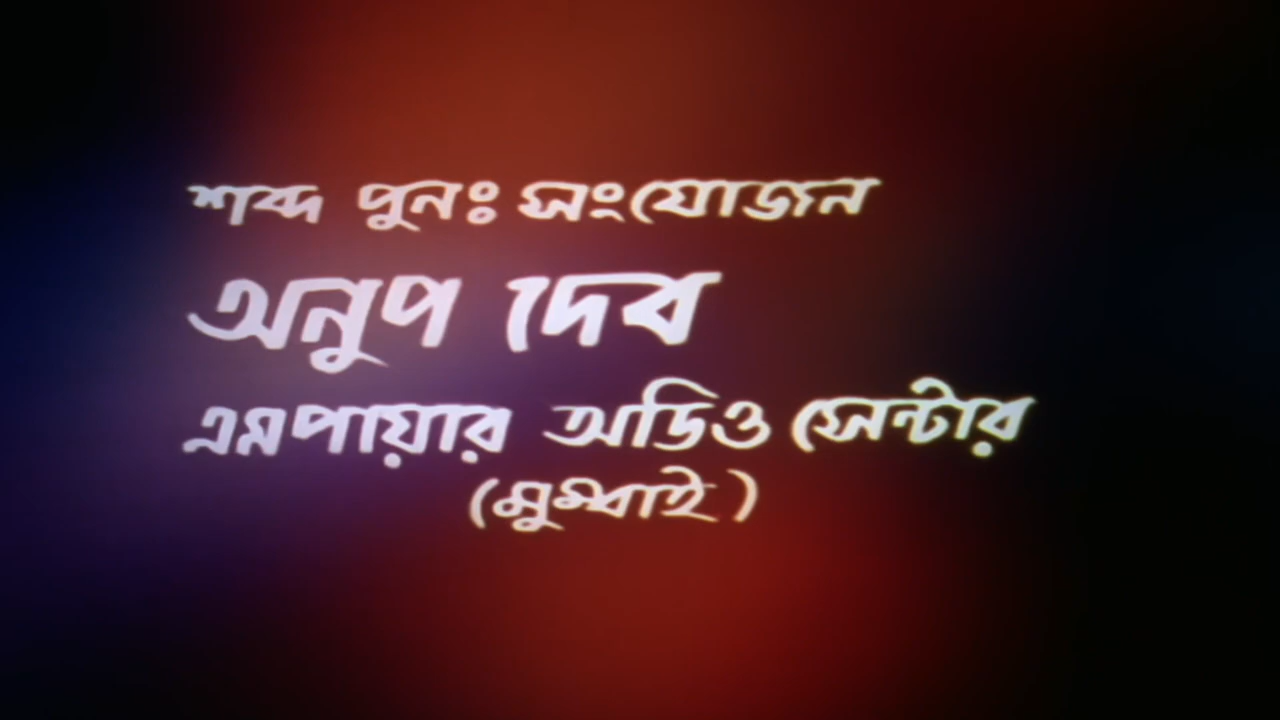 শব্দ পুনঃ সংযোজন
অনুপ দেব
এমপায়ার অডিও সেন্টার
(মুম্বাই)